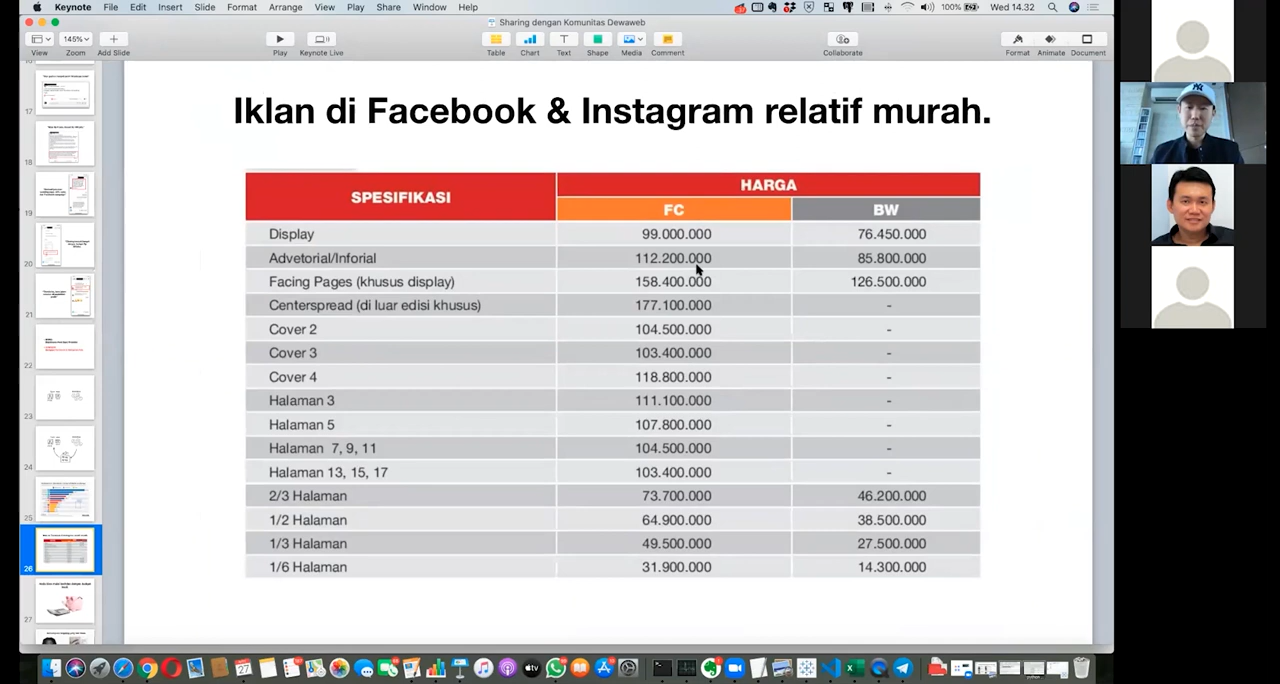 Keynote File Edit Insert Slide Format Arrange View Play Share Window Help 100% Wed 14.32
Sharing dengan Komunitas Dewaweb
145%
View Zoom Add Slide Play Keynote Live Table Chart Text Shape Media Comment Collaborate Format Animate Document
17
18
19
20
21
22
23
24
25
26
27
Iklan di Facebook & Instagram relatif murah.
SPESIFIKASI HARGA
FC BW
Display 99.000.000 76.450.000
Advetorial/Inforial 112.200.000 85.800.000
Facing Pages (khusus display) 158.400.000 126.500.000
Centerspread (di luar edisi khusus) 177.100.000 -
Cover 2 104.500.000 -
Cover 3 103.400.000 -
Cover 4 118.800.000 -
Halaman 3 111.100.000 -
Halaman 5 107.800.000 -
Halaman 7, 9, 11 104.500.000 -
Halaman 13, 15, 17 103.400.000 -
2/3 Halaman 73.700.000 46.200.000
1/2 Halaman 64.900.000 38.500.000
1/3 Halaman 49.500.000 27.500.000
1/6 Halaman 31.900.000 14.300.000